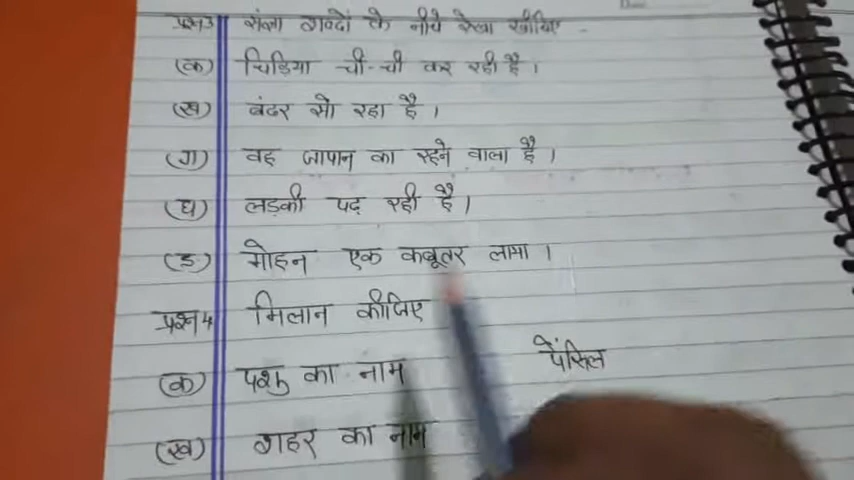 प्रश्न3 संज्ञा शब्दों के नीचे रेखा खींचिए -
(क) चिड़िया ची-ची कर रही है।
(ख) बंदर सो रहा है।
(ग) वह जापान का रहने वाला है।
(घ) लड़की पढ़ रही है।
(ङ) मोहन एक कबूतर लाया।
प्रश्न4 मिलान कीजिए
(क) पशु का नाम पेंसिल
(ख) शहर का नाम